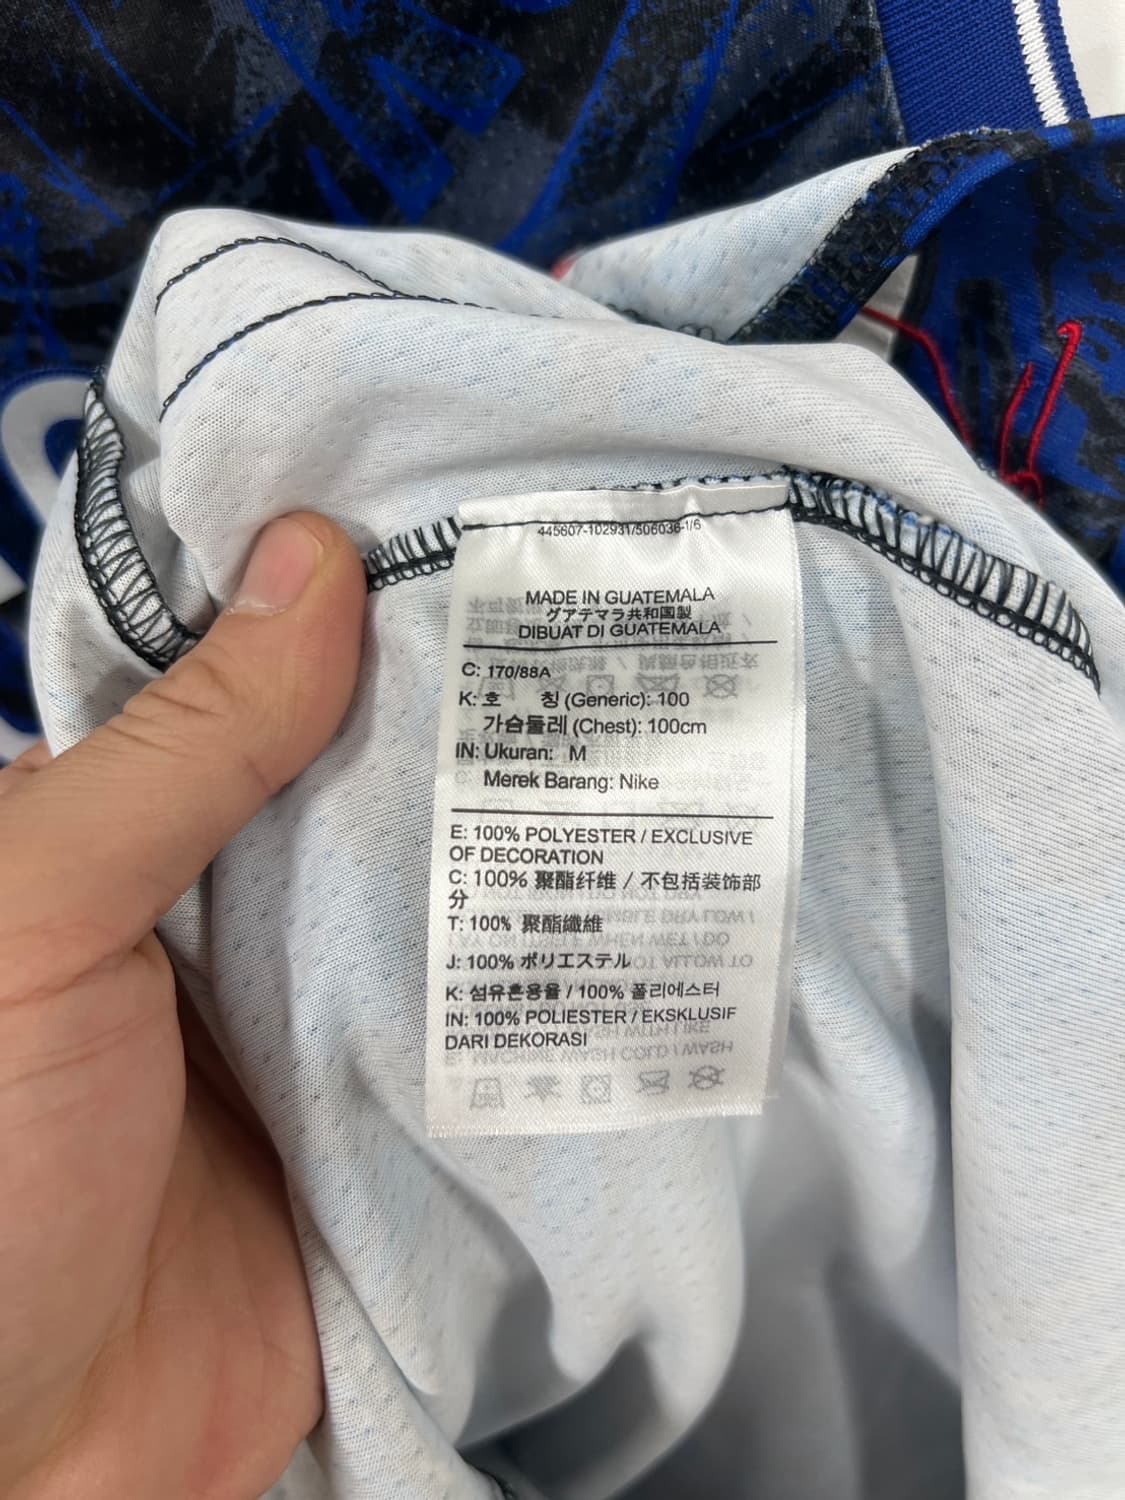 445607-102931/506036-1/6
MADE IN GUATEMALA
グアテマラ共和国製
DIBUAT DI GUATEMALA
C: 170/88A
K: 호 칭 (Generic): 100
가슴둘레 (Chest): 100cm
IN: Ukuran: M
Merek Barang: Nike
E: 100% POLYESTER / EXCLUSIVE
OF DECORATION
C: 100% 聚酯纤维 / 不包括装饰部
分
T: 100% 聚酯纖維
J: 100% ポリエステル
K: 섬유혼용율 / 100% 폴리에스터
IN: 100% POLIESTER / EKSKLUSIF
DARI DEKORASI